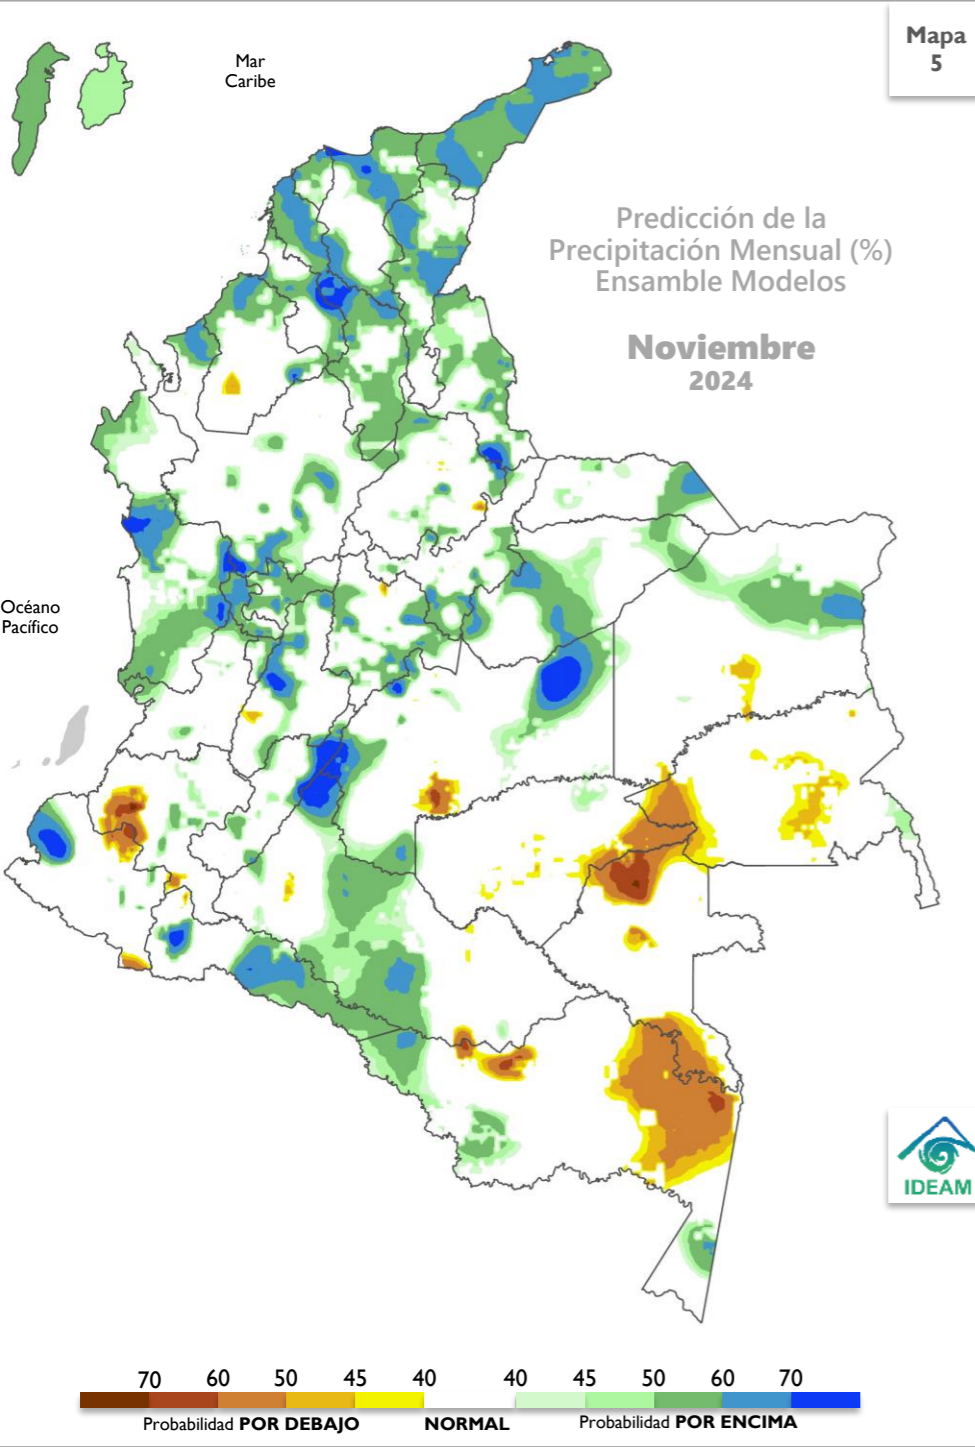 Mapa
5
Mar
Caribe
Predicción de la
Precipitación Mensual (%)
Ensamble Modelos
Noviembre
2024
Océano
Pacífico
IDEAM
70 60 50 45 40 40 45 50 60 70
Probabilidad POR DEBAJO NORMAL Probabilidad POR ENCIMA